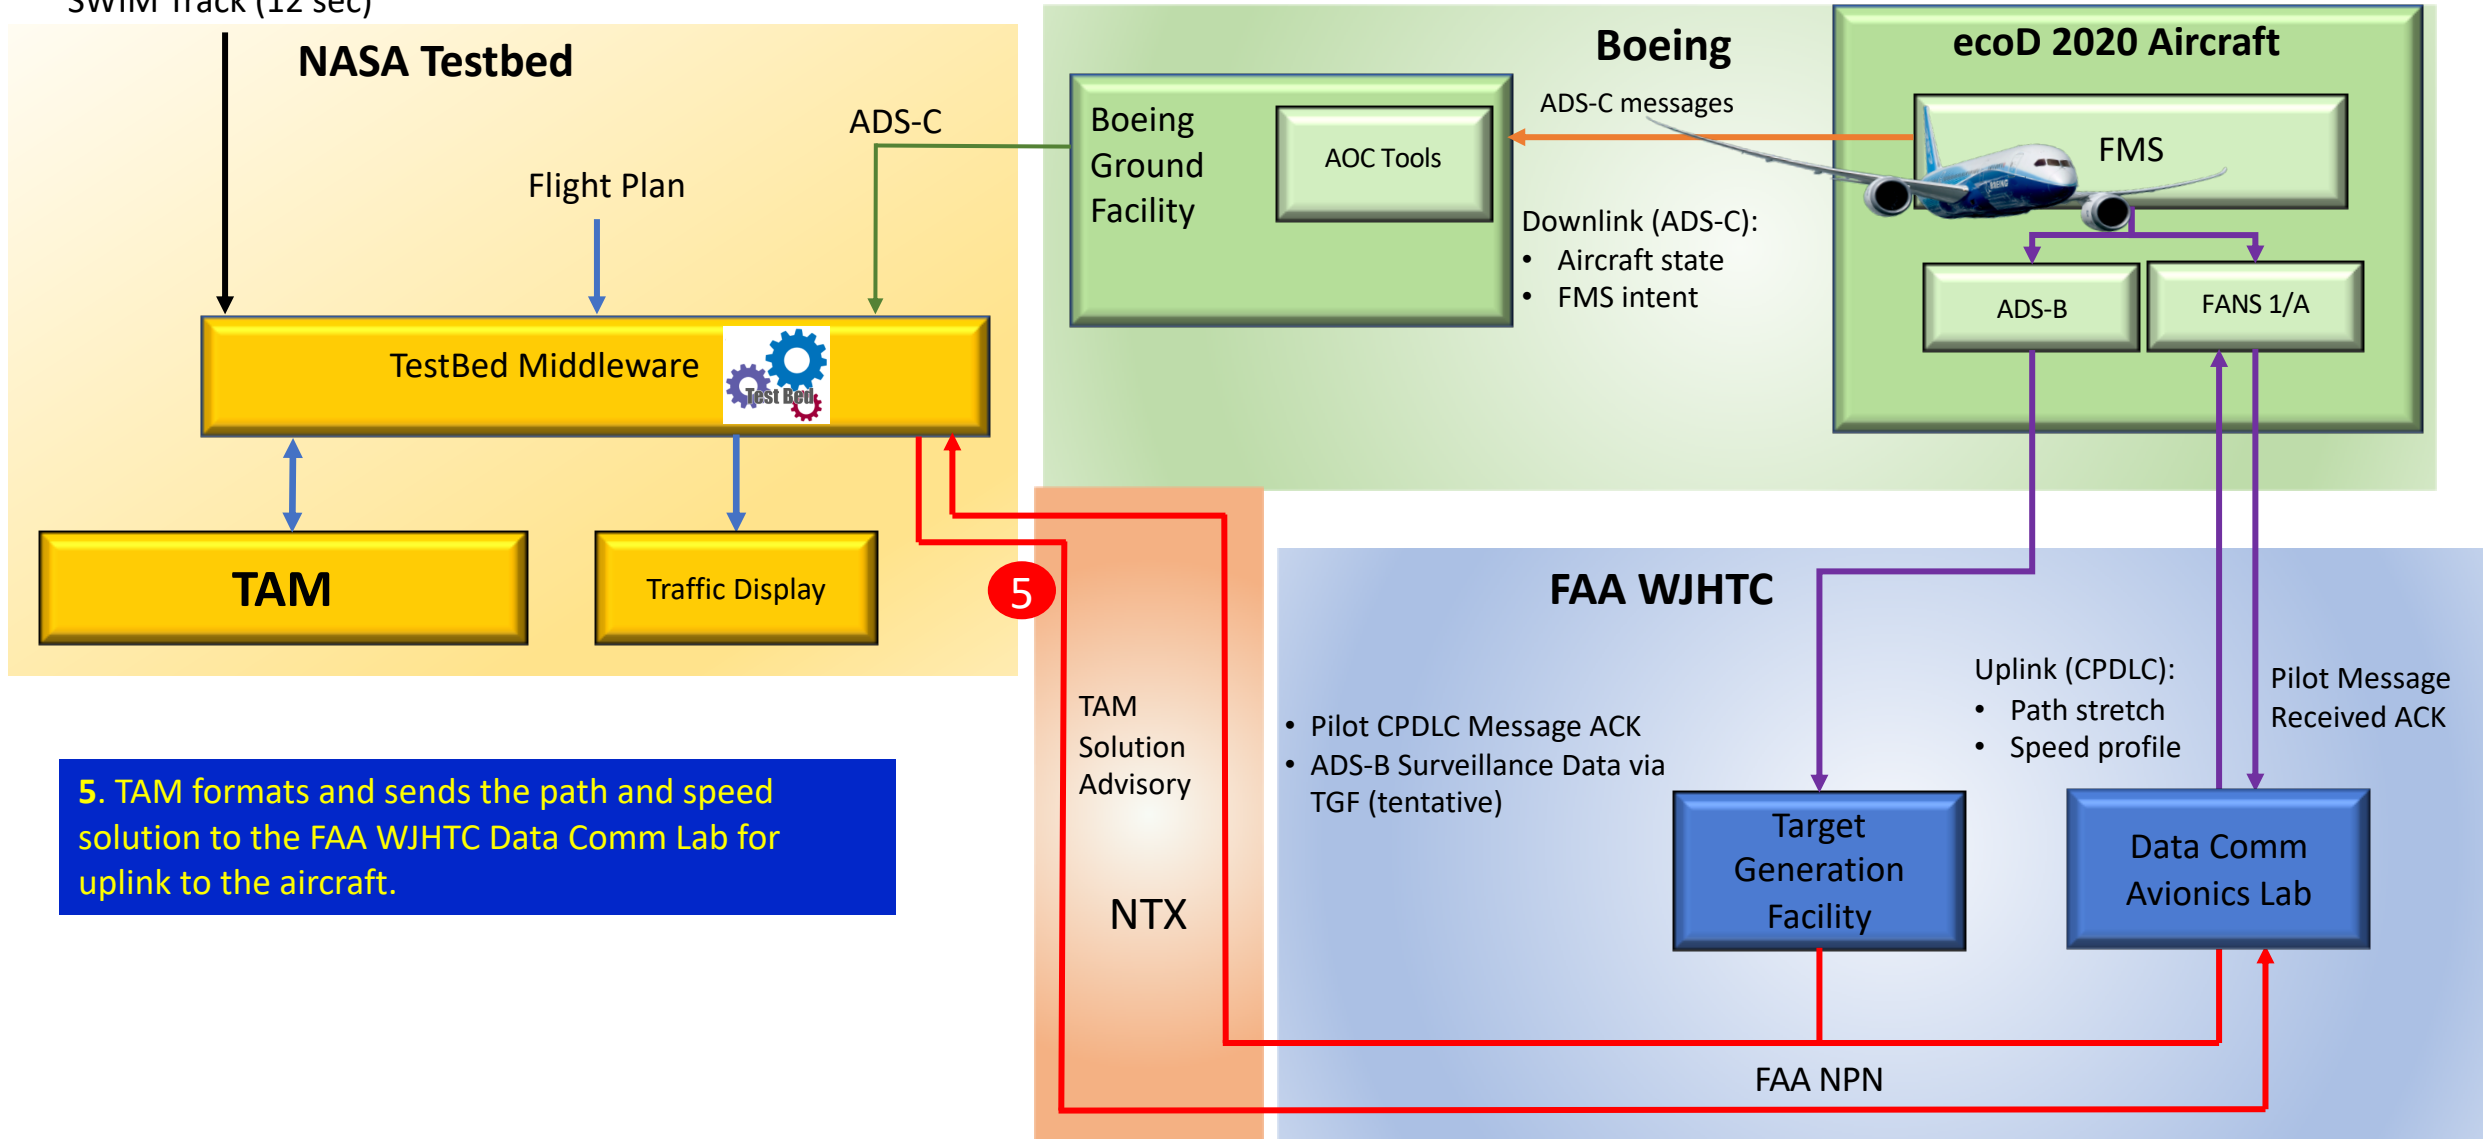 SWIM Track (12 sec)
NASA Testbed
ADS-C
Flight Plan
TestBed Middleware
Test Bed
TAM
Traffic Display
5
5. TAM formats and sends the path and speed
solution to the FAA WJHTC Data Comm Lab for
uplink to the aircraft.
Boeing
Boeing
Ground
Facility
AOC Tools
ADS-C messages
Downlink (ADS-C):
• Aircraft state
• FMS intent
ecoD 2020 Aircraft
FMS
BOEING
ADS-B
FANS 1/A
TAM
Solution
Advisory
NTX
FAA WJHTC
• Pilot CPDLC Message ACK
• ADS-B Surveillance Data via
TGF (tentative)
Uplink (CPDLC):
• Path stretch
• Speed profile
Pilot Message
Received ACK
Target
Generation
Facility
Data Comm
Avionics Lab
FAA NPN